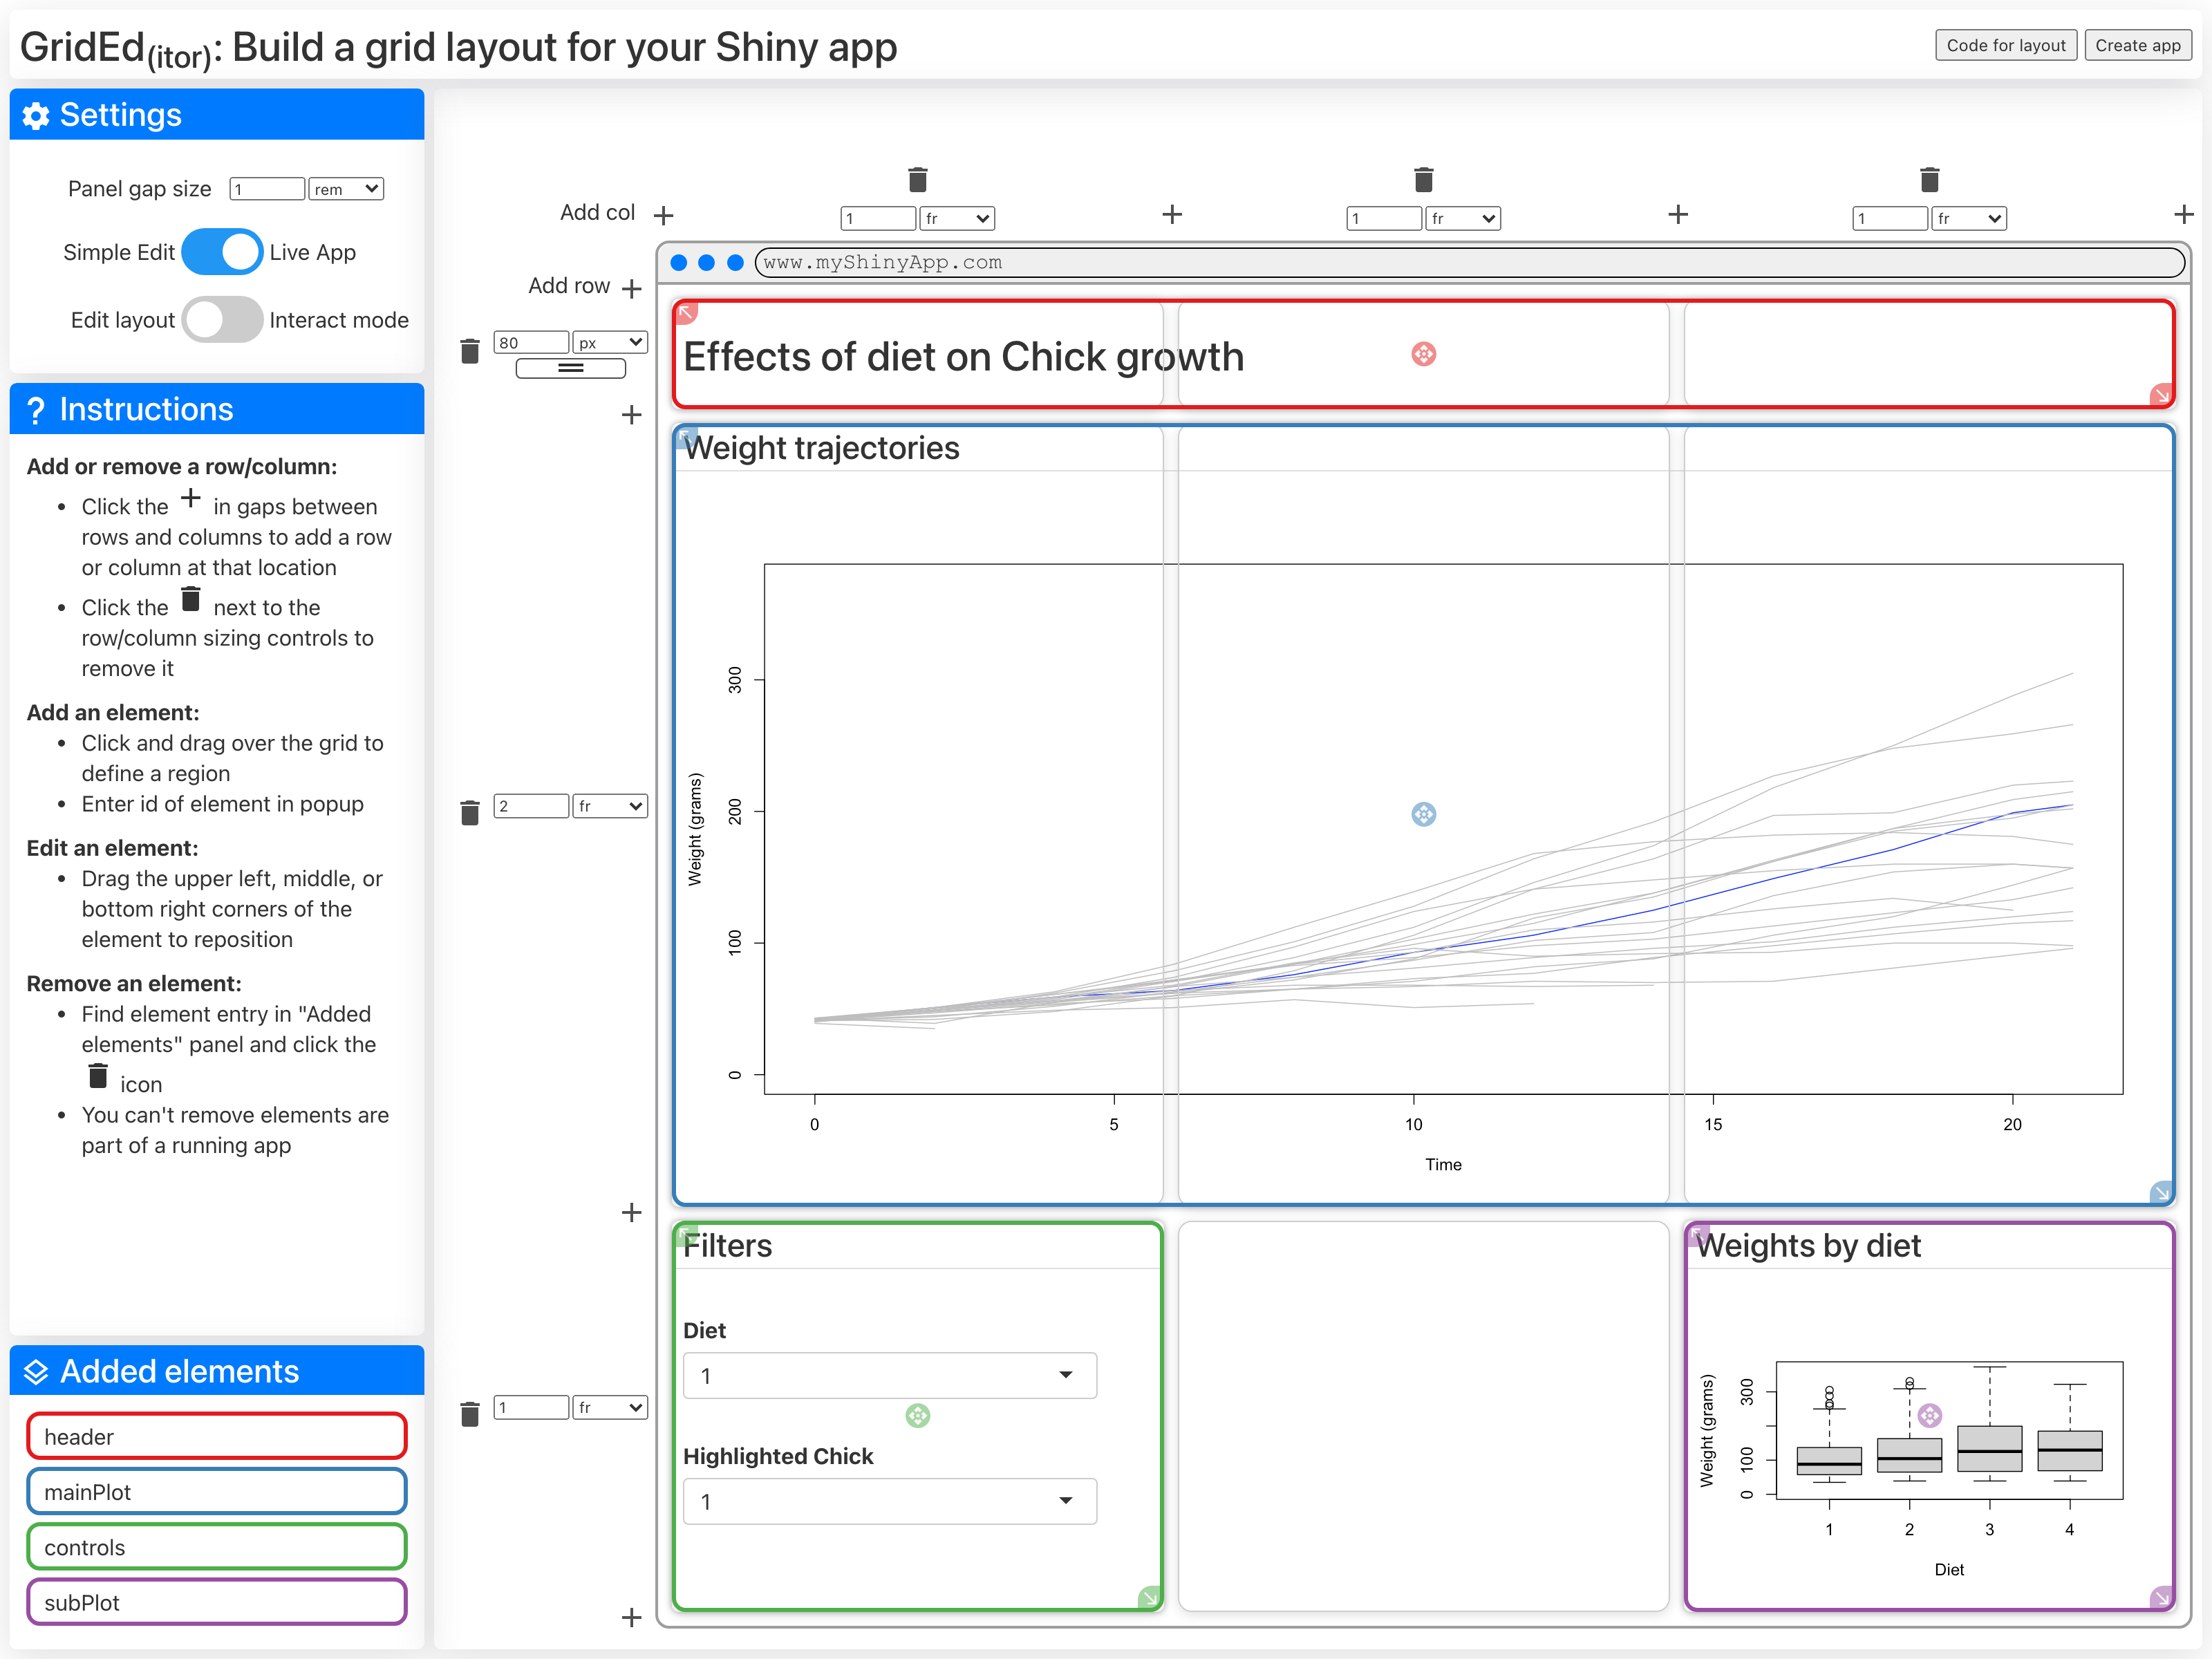 GridEd(itor): Build a grid layout for your Shiny app
Code for layout
Create app
Settings
Panel gap size 1 rem
Simple Edit Live App
Edit layout Interact mode
Instructions
Add or remove a row/column:
• Click the + in gaps between
rows and columns to add a row
or column at that location
• Click the next to the
row/column sizing controls to
remove it
Add an element:
• Click and drag over the grid to
define a region
• Enter id of element in popup
Edit an element:
• Drag the upper left, middle, or
bottom right corners of the
element to reposition
Remove an element:
• Find element entry in "Added
elements" panel and click the
icon
• You can't remove elements are
part of a running app
Added elements
header
mainPlot
controls
subPlot
Add col + 1 fr + 1 fr + 1 fr +
www.myShinyApp.com
Add row +
80 px
+
2 fr
+
1 fr
+
Effects of diet on Chick growth
Weight trajectories
Weight (grams)
300
200
100
0
0 5 10 15 20
Time
Filters
Diet
1
Highlighted Chick
1
Weights by diet
Weight (grams)
300
100
0
1 2 3 4
Diet